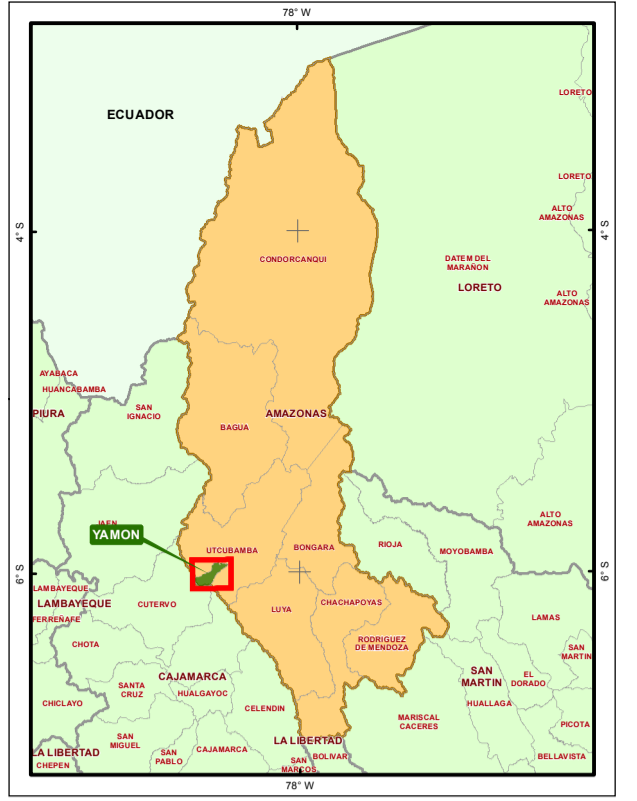 78° W
ECUADOR
LORETO
LORETO
ALTO
AMAZONAS
4° S
4° S
CONDORCANQUI
DATEM DEL
MARAÑON
LORETO
ALTO
AMAZONAS
AYABACA
HUANCABAMBA
PIURA
SAN
IGNACIO
AMAZONAS
BAGUA
JAEN
YAMON
UTCUBAMBA
BONGARA
RIOJA
MOYOBAMBA
ALTO
AMAZONAS
6° S
6° S
LAMBAYEQUE
LAMBAYEQUE
FERREÑAFE
CUTERVO
LUYA
CHACHAPOYAS
LAMAS
CHOTA
RODRIGUEZ
DE MENDOZA
SAN
MARTIN
CAJAMARCA
SAN
MARTIN
EL
DORADO
SANTA
CRUZ
HUALGAYOC
CHICLAYO
CELENDIN
HUALLAGA
MARISCAL
CACERES
PICOTA
SAN
MIGUEL
LA LIBERTAD
LA LIBERTAD
CHEPEN
SAN
PABLO
CAJAMARCA
SAN
MARCOS
BOLIVAR
BELLAVISTA
78° W